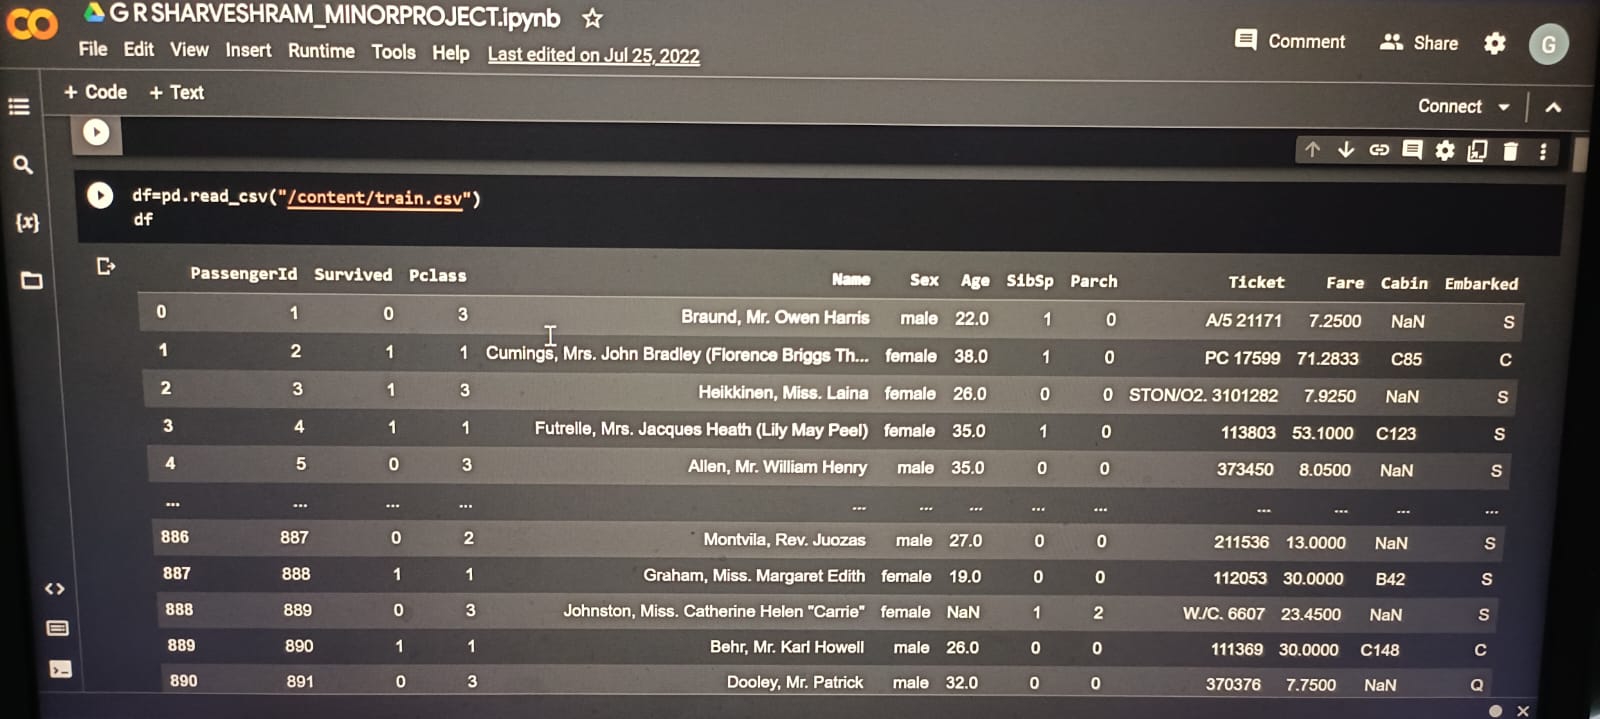 G R SHARVESHRAM_MINORPROJECT.ipynb
File Edit View Insert Runtime Tools Help Last edited on Jul 25, 2022
Comment Share G
+ Code + Text
Connect
df=pd.read_csv("/content/train.csv")
df
PassengerId Survived Pclass Name Sex Age SibSp Parch Ticket Fare Cabin Embarked
0 1 0 3 Braund, Mr. Owen Harris male 22.0 1 0 A/5 21171 7.2500 NaN S
1 2 1 1 Cumings, Mrs. John Bradley (Florence Briggs Th... female 38.0 1 0 PC 17599 71.2833 C85 C
2 3 1 3 Heikkinen, Miss. Laina female 26.0 0 0 STON/O2. 3101282 7.9250 NaN S
3 4 1 1 Futrelle, Mrs. Jacques Heath (Lily May Peel) female 35.0 1 0 113803 53.1000 C123 S
4 5 0 3 Allen, Mr. William Henry male 35.0 0 0 373450 8.0500 NaN S
... ... ... ... ... ... ... ... ... ... ... ... ...
886 887 0 2 Montvila, Rev. Juozas male 27.0 0 0 211536 13.0000 NaN S
887 888 1 1 Graham, Miss. Margaret Edith female 19.0 0 0 112053 30.0000 B42 S
888 889 0 3 Johnston, Miss. Catherine Helen "Carrie" female NaN 1 2 W./C. 6607 23.4500 NaN S
889 890 1 1 Behr, Mr. Karl Howell male 26.0 0 0 111369 30.0000 C148 C
890 891 0 3 Dooley, Mr. Patrick male 32.0 0 0 370376 7.7500 NaN Q